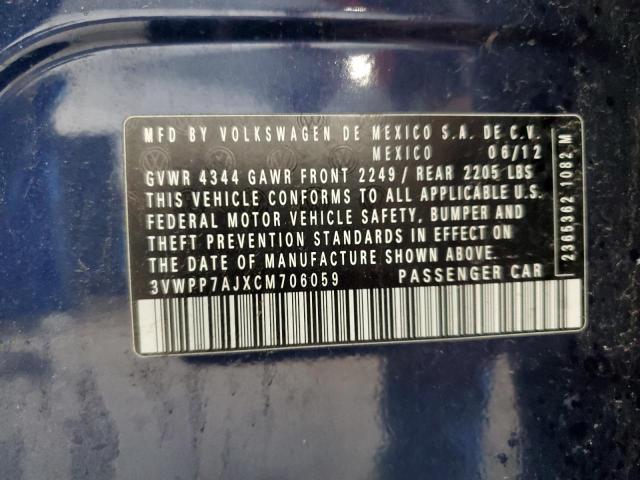 MFD BY VOLKSWAGEN DE MEXICO S.A. DE C.V.
MEXICO 06/12
GVWR 4344 GAWR FRONT 2249 / REAR 2205 LBS
THIS VEHICLE CONFORMS TO ALL APPLICABLE U.S.
FEDERAL MOTOR VEHICLE SAFETY, BUMPER AND
THEFT PREVENTION STANDARDS IN EFFECT ON
THE DATE OF MANUFACTURE SHOWN ABOVE.
3VWPP7AJXCM706059 PASSENGER CAR
2365362 1082 M